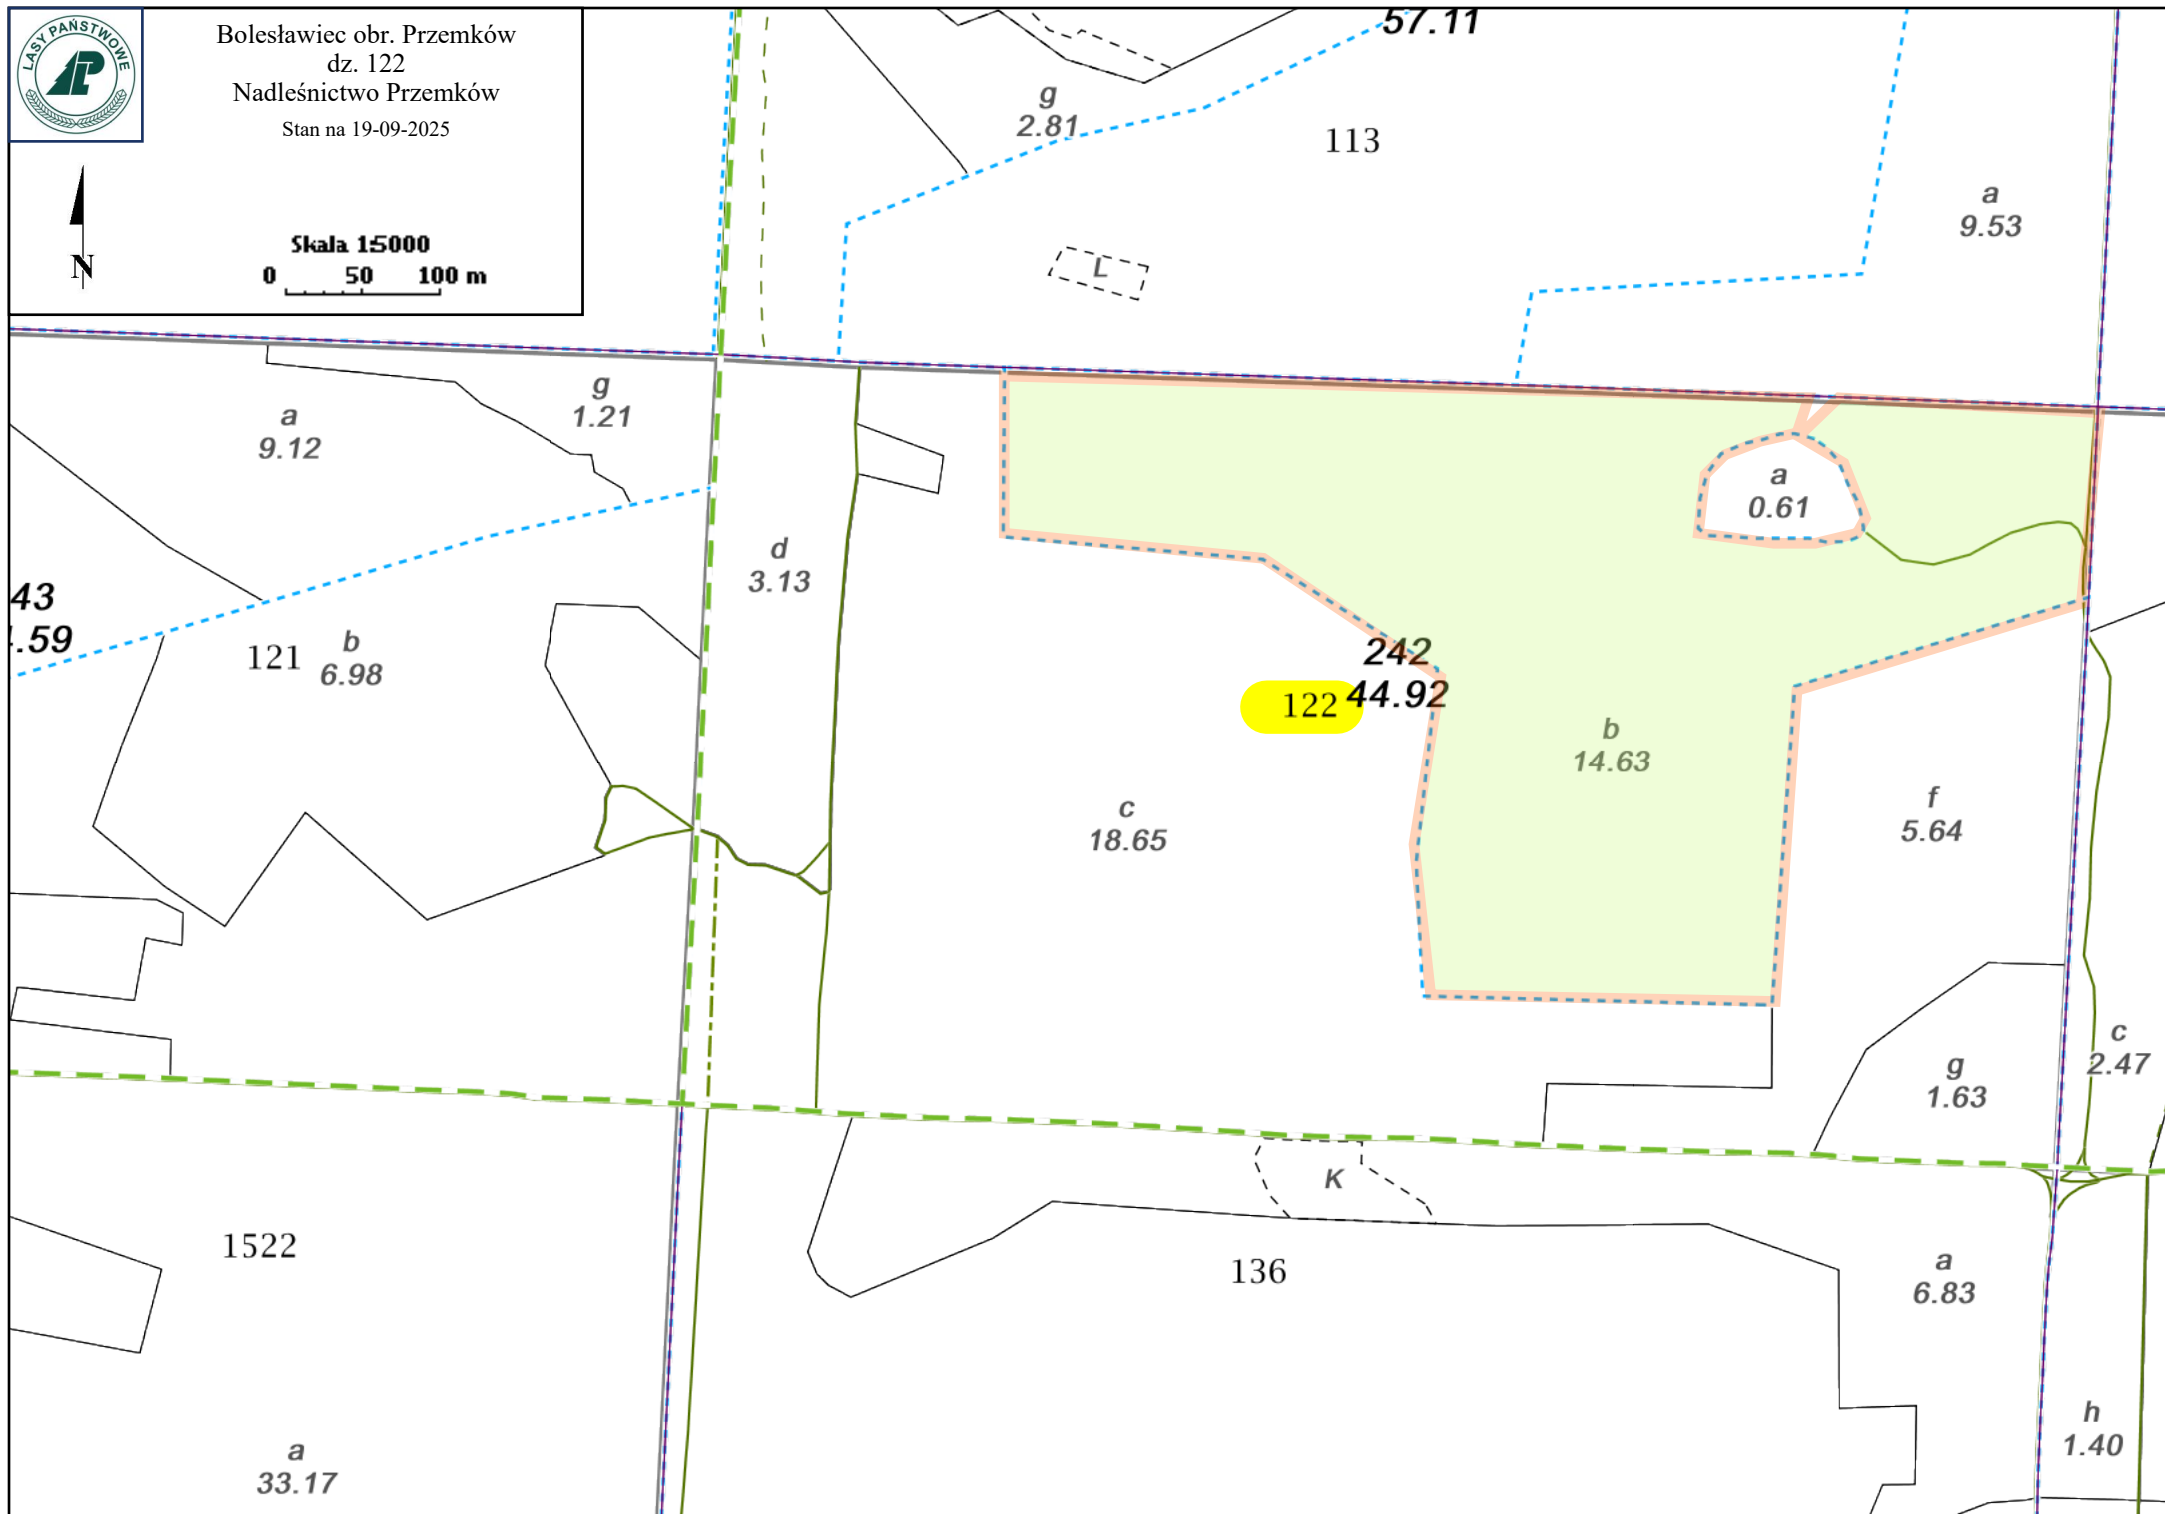 LASY PAŃSTWOWE
LP
Bolesławiec obr. Przemków
dz. 122
Nadleśnictwo Przemków
Stan na 19-09-2025
N
Skala 1:5000
0 50 100 m
57.11
g
2.81
113
a
9.53
L
g
1.21
a
9.12
a
0.61
d
3.13
43
.59
121
b
6.98
242
44.92
122
b
14.63
c
18.65
f
5.64
c
2.47
g
1.63
K
1522
136
a
6.83
h
1.40
a
33.17